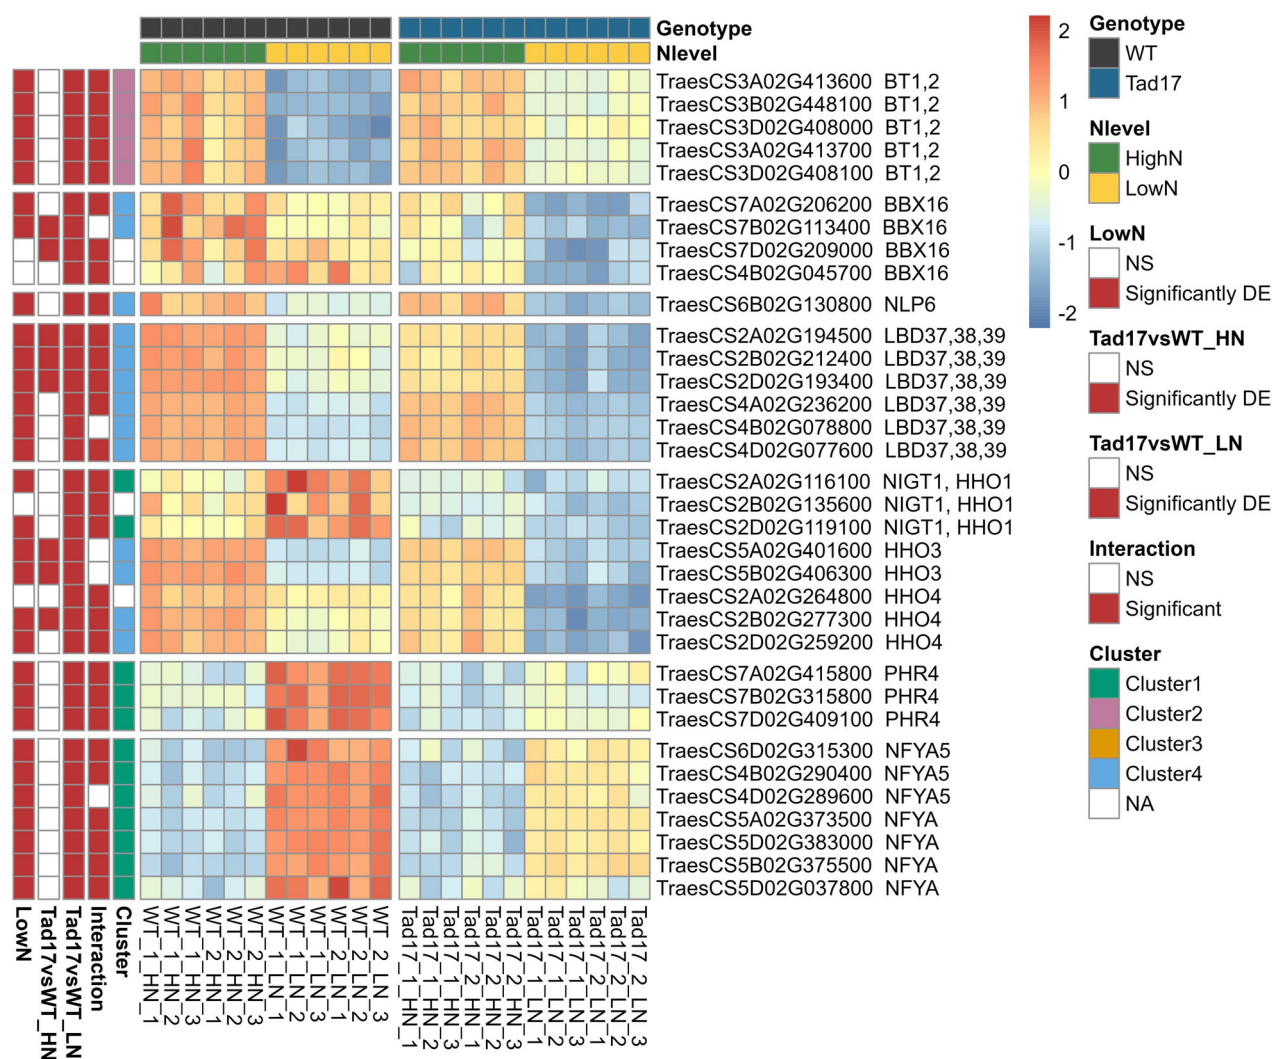 Genotype
Nlevel
TraesCS3A02G413600 BT1,2
TraesCS3B02G448100 BT1,2
TraesCS3D02G408000 BT1,2
TraesCS3A02G413700 BT1,2
TraesCS3D02G408100 BT1,2
TraesCS7A02G206200 BBX16
TraesCS7B02G113400 BBX16
TraesCS7D02G209000 BBX16
TraesCS4B02G045700 BBX16
TraesCS6B02G130800 NLP6
TraesCS2A02G194500 LBD37,38,39
TraesCS2B02G212400 LBD37,38,39
TraesCS2D02G193400 LBD37,38,39
TraesCS4A02G236200 LBD37,38,39
TraesCS4B02G078800 LBD37,38,39
TraesCS4D02G077600 LBD37,38,39
TraesCS2A02G116100 NIGT1, HHO1
TraesCS2B02G135600 NIGT1, HHO1
TraesCS2D02G119100 NIGT1, HHO1
TraesCS5A02G401600 HHO3
TraesCS5B02G406300 HHO3
TraesCS2A02G264800 HHO4
TraesCS2B02G277300 HHO4
TraesCS2D02G259200 HHO4
TraesCS7A02G415800 PHR4
TraesCS7B02G315800 PHR4
TraesCS7D02G409100 PHR4
TraesCS6D02G315300 NFYA5
TraesCS4B02G290400 NFYA5
TraesCS4D02G289600 NFYA5
TraesCS5A02G373500 NFYA
TraesCS5D02G383000 NFYA
TraesCS5B02G375500 NFYA
TraesCS5D02G037800 NFYA
LowN
Tad17vsWT_HN
Tad17vsWT_LN
Interaction
Cluster
WT_1_HN_1
WT_1_HN_2
WT_1_HN_3
WT_2_HN_1
WT_2_HN_2
WT_2_HN_3
WT_1_LN_1
WT_1_LN_2
WT_1_LN_3
WT_2_LN_1
WT_2_LN_2
WT_2_LN_3
Tad17_1_HN_1
Tad17_1_HN_2
Tad17_1_HN_3
Tad17_2_HN_1
Tad17_2_HN_2
Tad17_2_HN_3
Tad17_1_LN_1
Tad17_1_LN_2
Tad17_1_LN_3
Tad17_2_LN_1
Tad17_2_LN_2
Tad17_2_LN_3
2
1
0
-1
-2
Genotype
WT
Tad17
Nlevel
HighN
LowN
LowN
NS
Significantly DE
Tad17vsWT_HN
NS
Significantly DE
Tad17vsWT_LN
NS
Significantly DE
Interaction
NS
Significant
Cluster
Cluster1
Cluster2
Cluster3
Cluster4
NA